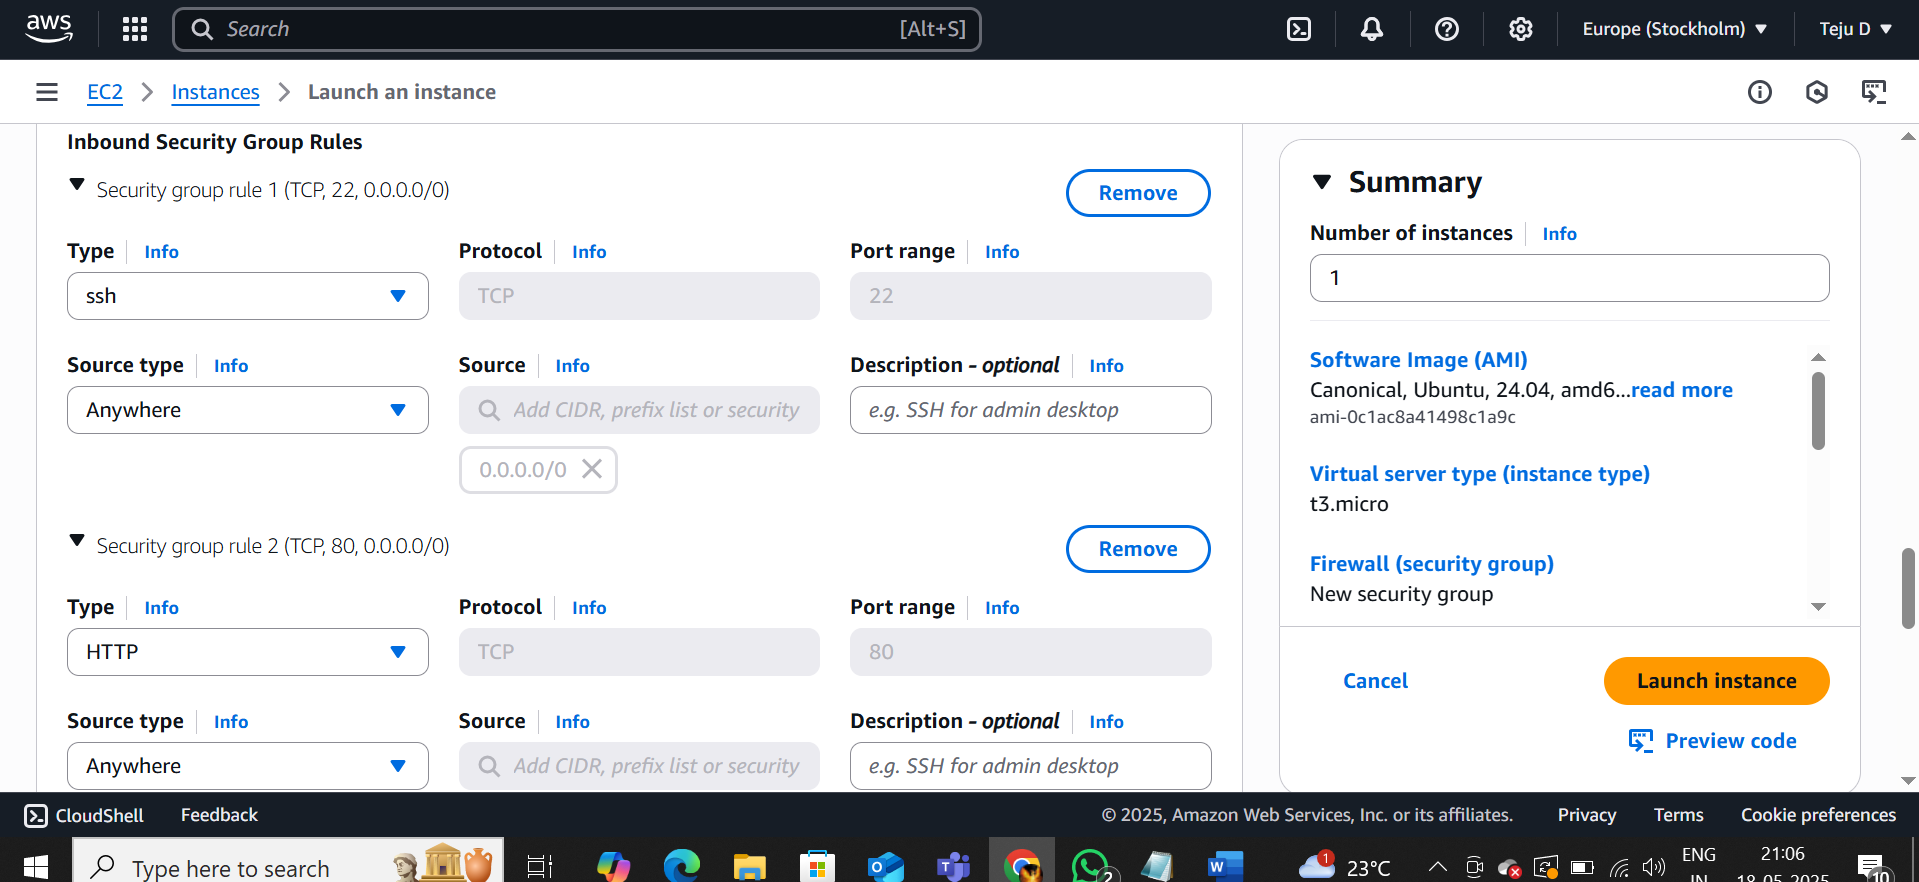 aws
Search
[Alt+S]
Europe (Stockholm)
Teju D
EC2
Instances
Launch an instance
Inbound Security Group Rules
Security group rule 1 (TCP, 22, 0.0.0.0/0)
Remove
Type Info
Protocol Info
Port range Info
ssh
TCP
22
Source type Info
Source Info
Description - optional Info
Anywhere
Add CIDR, prefix list or security
e.g. SSH for admin desktop
0.0.0.0/0
Security group rule 2 (TCP, 80, 0.0.0.0/0)
Remove
Type Info
Protocol Info
Port range Info
HTTP
TCP
80
Source type Info
Source Info
Description - optional Info
Anywhere
Add CIDR, prefix list or security
e.g. SSH for admin desktop
Summary
Number of instances Info
1
Software Image (AMI)
Canonical, Ubuntu, 24.04, amd6...read more
ami-0c1ac8a41498c1a9c
Virtual server type (instance type)
t3.micro
Firewall (security group)
New security group
Cancel
Launch instance
Preview code
CloudShell
Feedback
© 2025, Amazon Web Services, Inc. or its affiliates.
Privacy
Terms
Cookie preferences
Type here to search
2
1
23°C
ENG
IN
21:06
18-05-2025
10